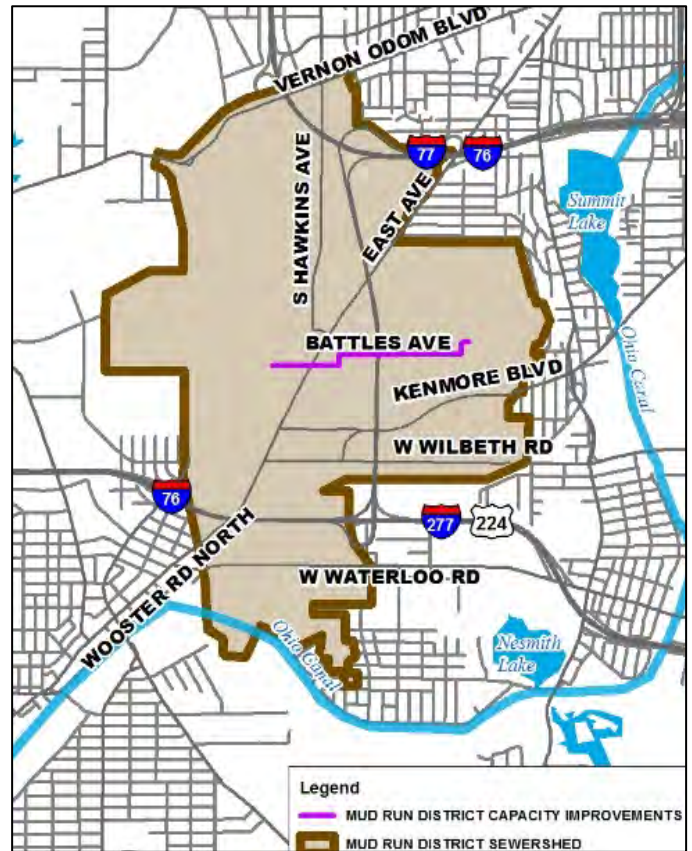 VERNON ODOM BLVD
S HAWKINS AVE
77
76
EAST AVE
Summit
Lake
Ohio Canal
BATTLES AVE
KENMORE BLVD
W WILBETH RD
76
277
224
WOOSTER RD NORTH
W WATERLOO RD
Ohio Canal
Nesmith
Lake
Legend
MUD RUN DISTRICT CAPACITY IMPROVEMENTS
MUD RUN DISTRICT SEWERSHED